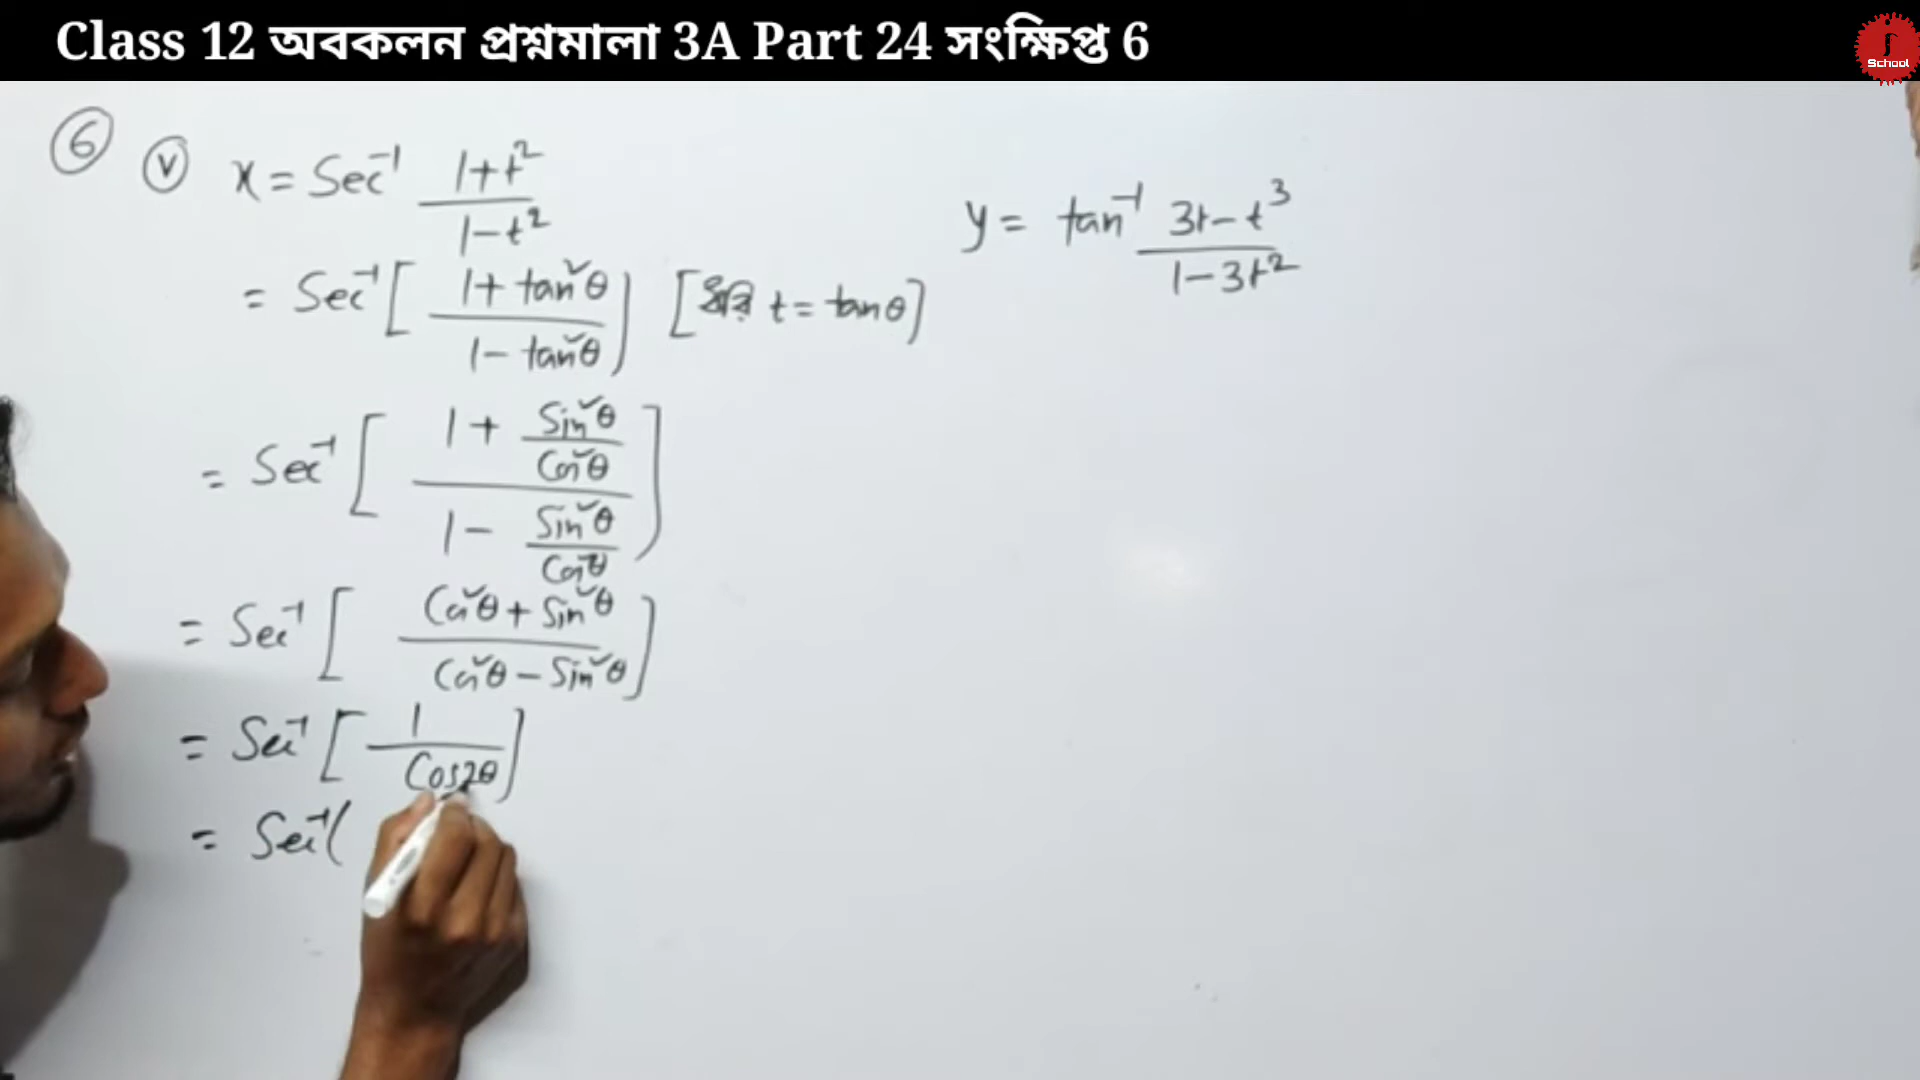 Class 12 অবকলন প্রশ্নমালা 3A Part 24 সংক্ষিপ্ত 6
School
6 v x = Sec⁻¹ (1+t²)/(1-t²)
y = tan⁻¹ (3t-t³)/(1-3t²)
= Sec⁻¹ [ (1+tan²θ)/(1-tan²θ) ] [ধরি t = tanθ]
= Sec⁻¹ [ (1 + Sin²θ/Cos²θ)/(1 - Sin²θ/Cos²θ) ]
= Sec⁻¹ [ (Cos²θ + Sin²θ)/(Cos²θ - Sin²θ) ]
= Sec⁻¹ [ 1/Cos2θ ]
= Sec⁻¹(